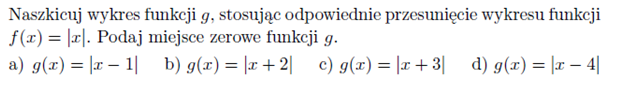 Naszkicuj wykres funkcji g, stosując odpowiednie przesunięcie wykresu funkcji
f(x) = |x|. Podaj miejsce zerowe funkcji g.
a) g(x) = |x − 1| b) g(x) = |x + 2| c) g(x) = |x + 3| d) g(x) = |x − 4|